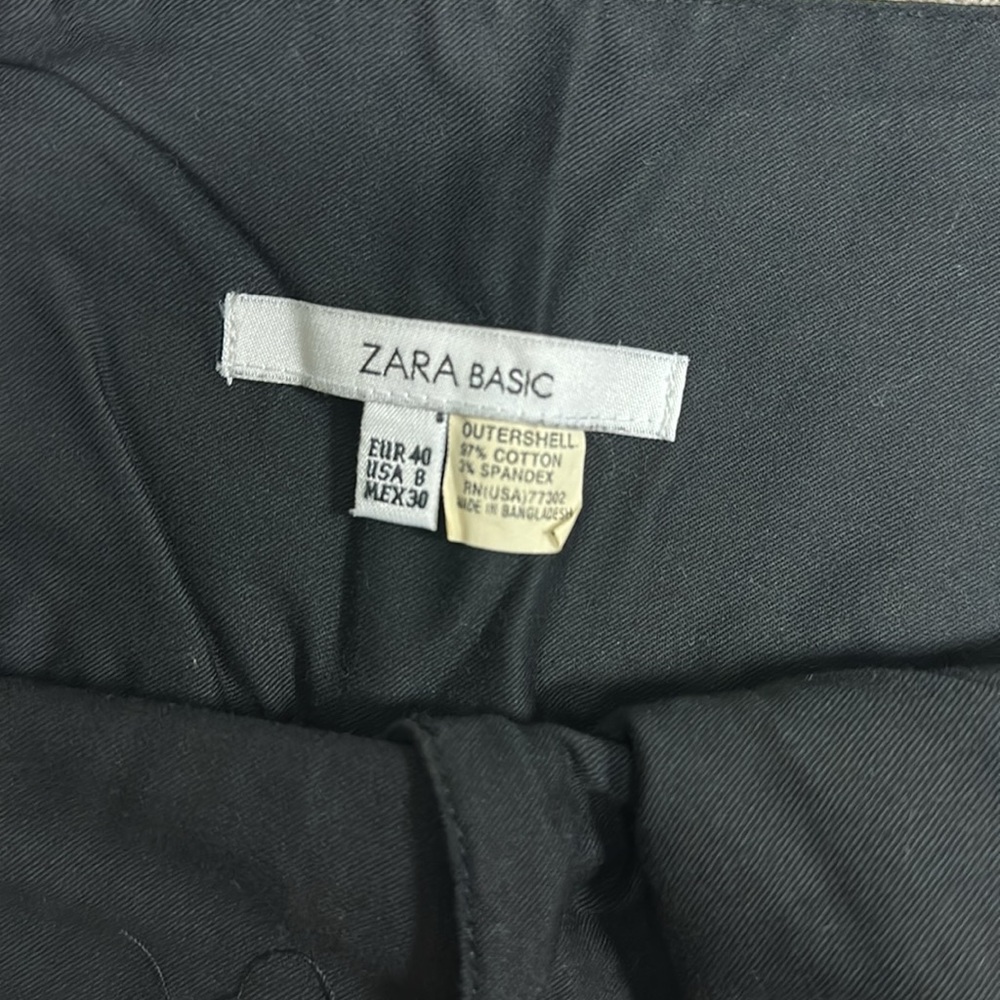 ZARA BASIC
EUR 40
USA 8
MEX 30
OUTERSHELL
97% COTTON
3% SPANDEX
RN(USA)77302
MADE IN BANGLADESH